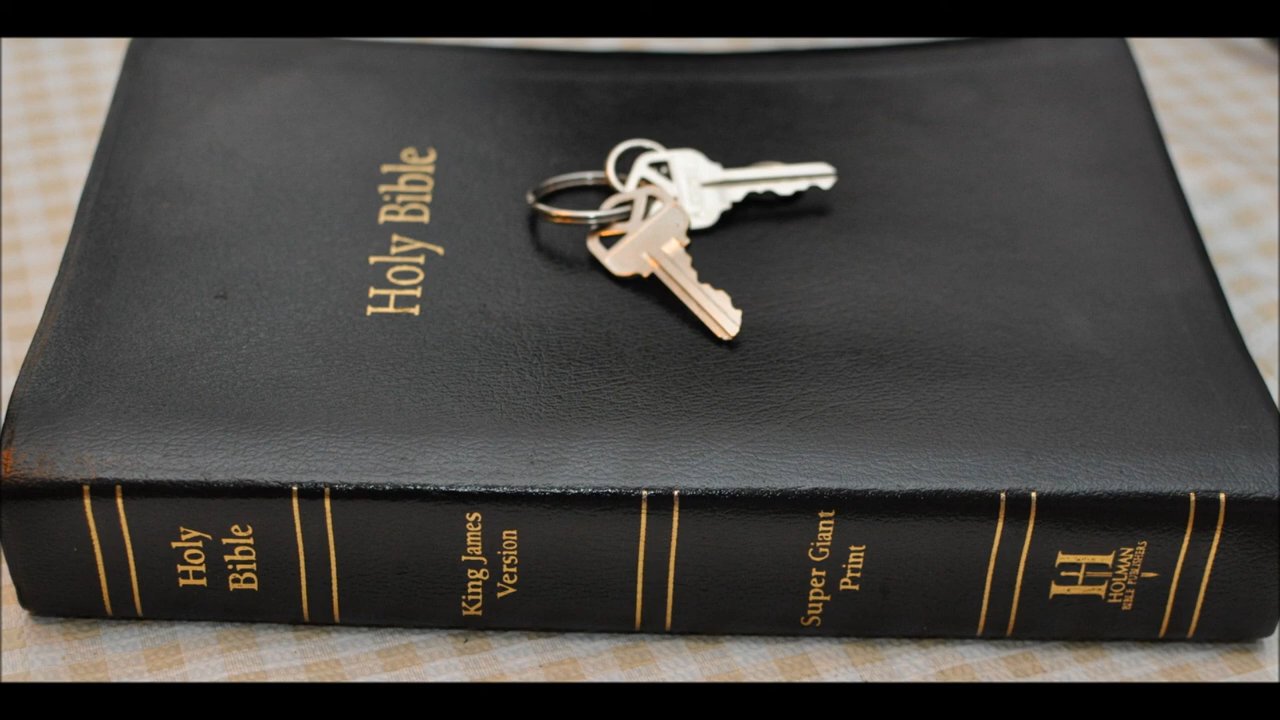 Holy Bible
Holy
Bible
King James
Version
Super Giant
Print
HOLMAN
BIBLE PUBLISHERS